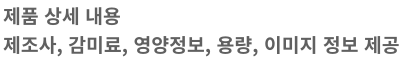 제품 상세 내용
제조사, 감미료, 영양정보, 용량, 이미지 정보 제공